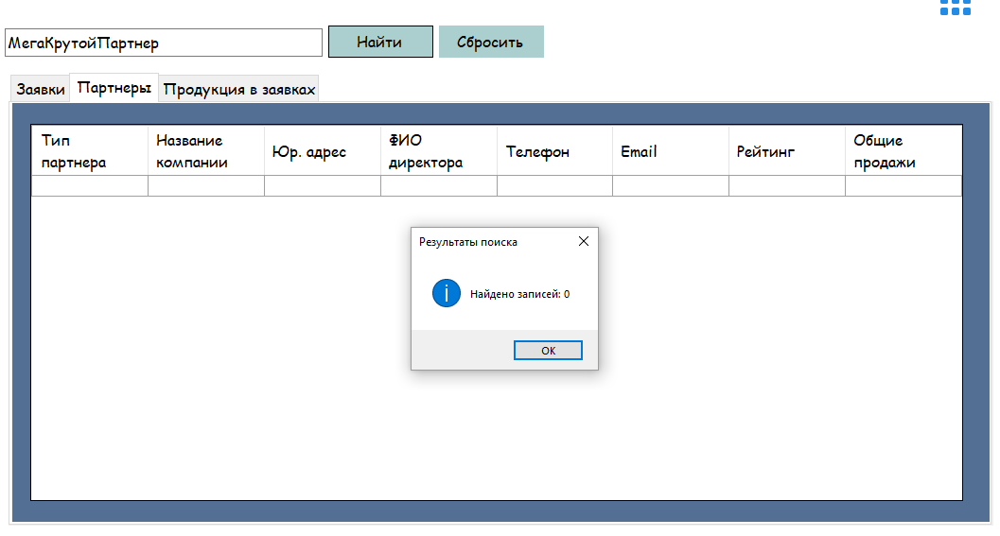 МегаКрутойПартнер
Найти
Сбросить
Заявки
Партнеры
Продукция в заявках
Тип
партнера
Название
компании
Юр. адрес
ФИО
директора
Телефон
Email
Рейтинг
Общие
продажи
Результаты поиска
Найдено записей: 0
OK